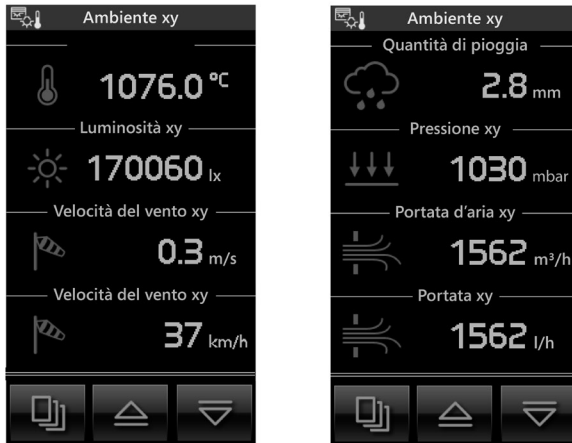 Ambiente xy
1076.0 °C
Luminosità xy
170060 lx
Velocità del vento xy
0.3 m/s
Velocità del vento xy
37 km/h
Ambiente xy
Quantità di pioggia
2.8 mm
Pressione xy
1030 mbar
Portata d'aria xy
1562 m³/h
Portata xy
1562 l/h